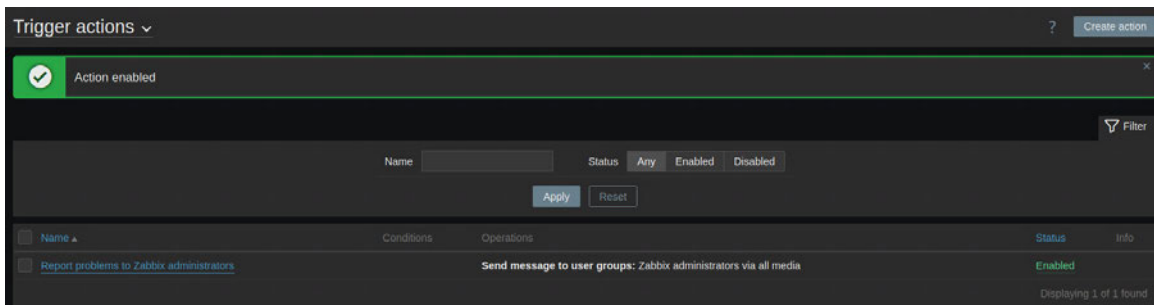 Trigger actions
? Create action
Action enabled
Filter
Name Status Any Enabled Disabled
Apply Reset
Name Conditions Operations Status Info
Report problems to Zabbix administrators Send message to user groups: Zabbix administrators via all media Enabled
Displaying 1 of 1 found